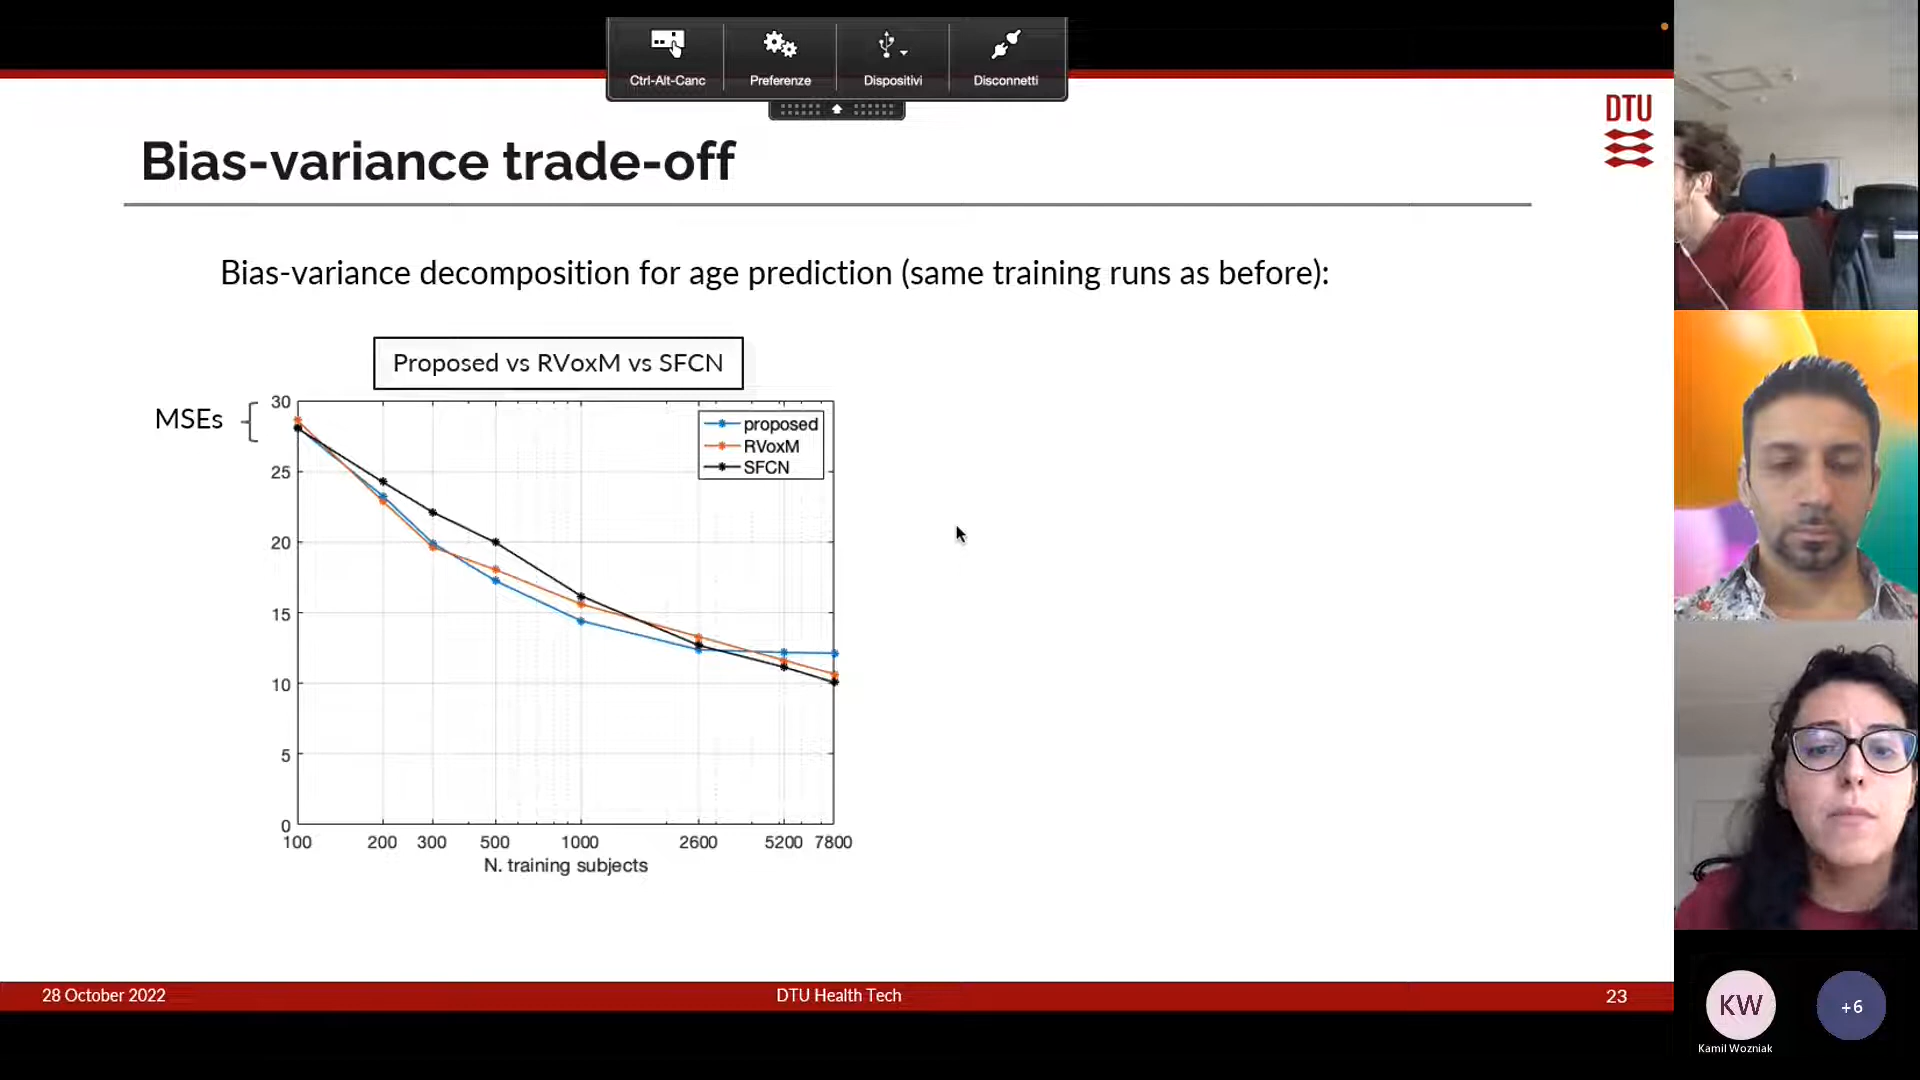 Ctrl-Alt-Canc
Preferenze
Dispositivi
Disconnetti
DTU
Bias-variance trade-off
Bias-variance decomposition for age prediction (same training runs as before):
Proposed vs RVoxM vs SFCN
MSEs
30
25
20
15
10
5
0
proposed
RVoxM
SFCN
100 200 300 500 1000 2600 5200 7800
N. training subjects
28 October 2022
DTU Health Tech
23
KW
+6
Kamil Wozniak